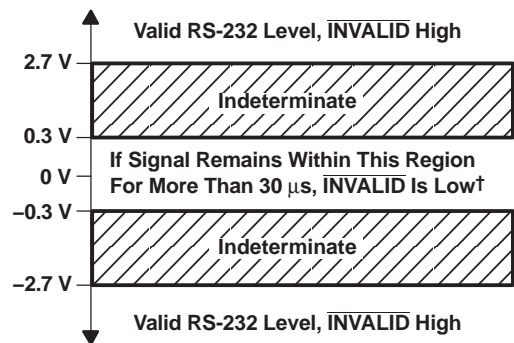 Valid RS-232 Level, INVALID High
2.7 V
Indeterminate
0.3 V
If Signal Remains Within This Region
0 V
For More Than 30 μs, INVALID Is Low†
−0.3 V
Indeterminate
−2.7 V
Valid RS-232 Level, INVALID High